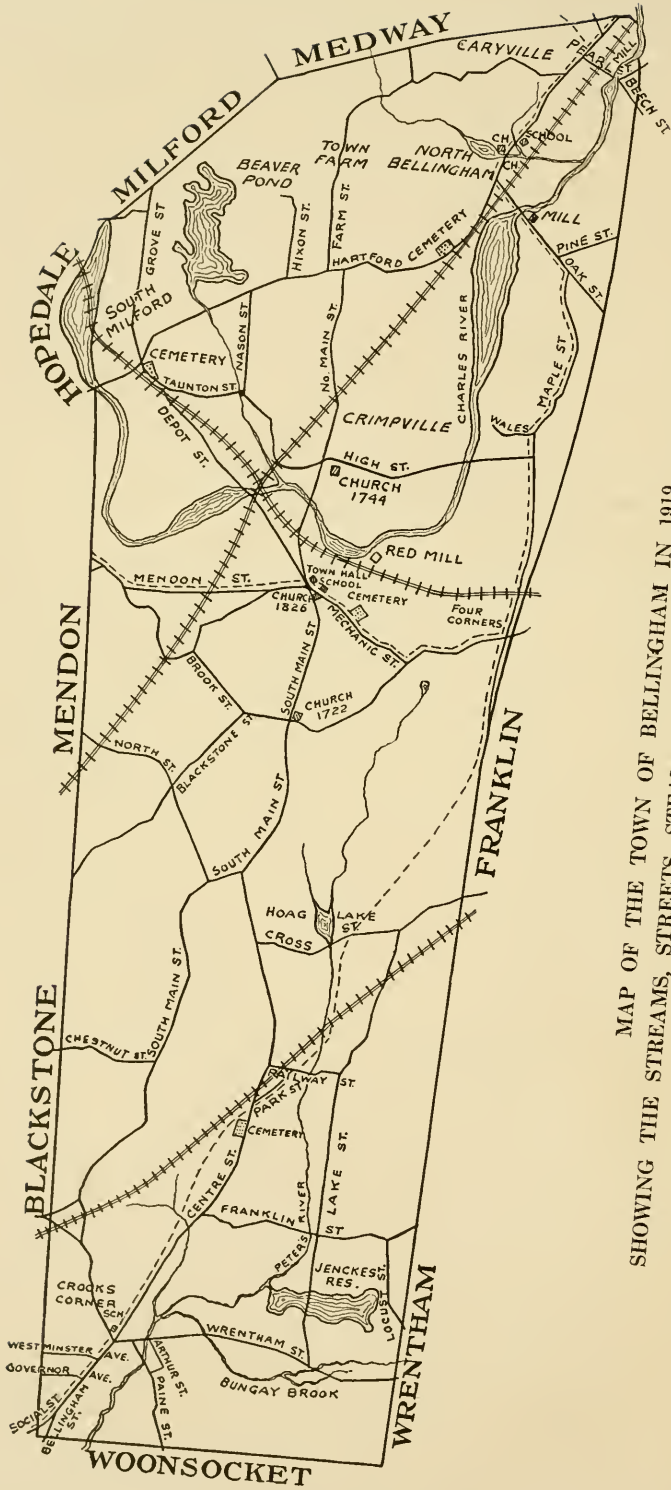 MEDWAY
MILFORD
HOPEDALE
MENDON
BLACKSTONE
WOONSOCKET
WRENTHAM
FRANKLIN
CARYVILLE
PEARL ST.
MILL
BEECH ST.
CH.
SCHOOL
CH.
NORTH
BELLINGHAM
TOWN
FARM
BEAVER
POND
GROVE ST
HIXON ST.
FARM ST.
HARTFORD
CEMETERY
MILL
PINE ST.
OAK ST.
SOUTH
MILFORD
CEMETERY
TAUNTON ST.
NASON ST.
NO. MAIN ST.
CHARLES RIVER
MAPLE ST
WALES
CRIMPVILLE
DEPOT ST.
HIGH ST.
CHURCH
1744
RED MILL
MENDON ST.
TOWN HALL
SCHOOL
CEMETERY
CHURCH
1826
MECHANIC ST.
FOUR
CORNERS
SOUTH MAIN ST
BROOK ST.
CHURCH
1722
NORTH ST.
BLACKSTONE ST
SOUTH MAIN ST
HOAG LAKE
CROSS ST.
SOUTH MAIN ST.
CHESTNUT ST.
RAILWAY ST.
PARK ST
CEMETERY
CENTRE ST.
LAKE ST.
FRANKLIN ST
PETER'S RIVER
JENCKES
RES.
LOCUST ST.
CROOKS
CORNER
SCH
WRENTHAM ST.
BUNGAY BROOK
WESTMINSTER AVE.
GOVERNOR AVE.
ARTHUR ST.
PAINE ST.
SOCIAL ST.
BELLINGHAM ST.
MAP OF THE TOWN OF BELLINGHAM IN 1919
SHOWING THE STREAMS, STREETS,